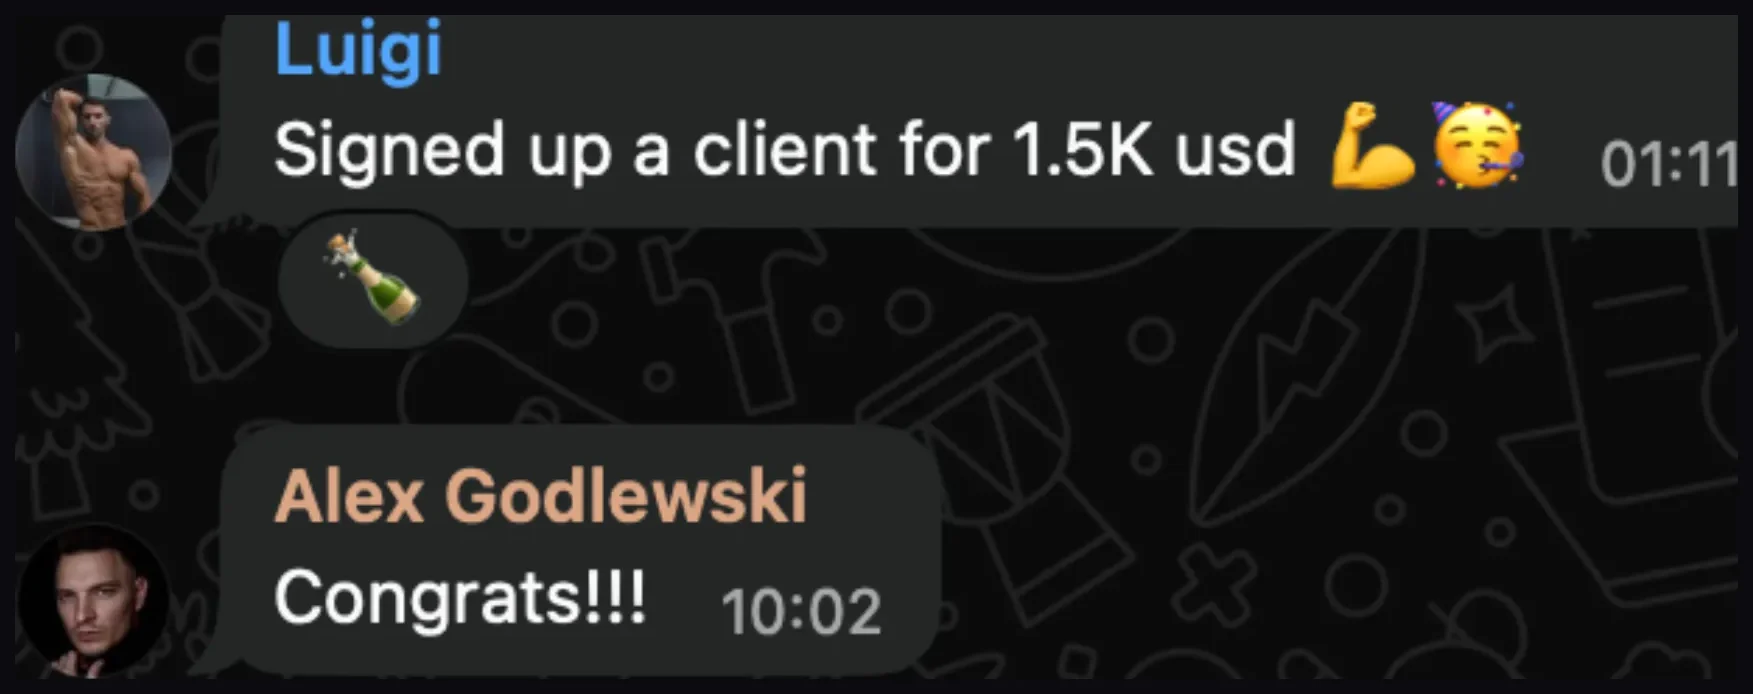 Luigi
Signed up a client for 1.5K usd 💪🥳 01:11
Alex Godlewski
Congrats!!! 10:02